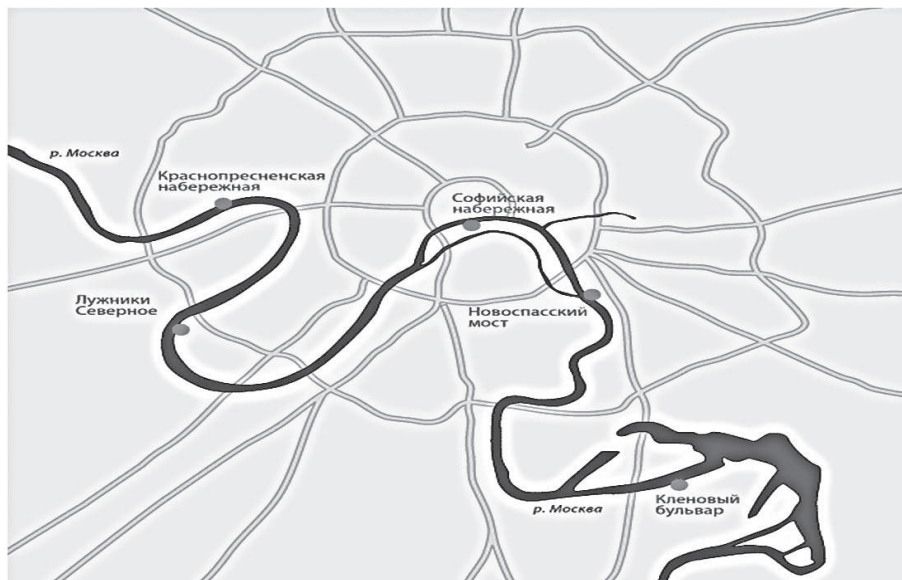 р. Москва
Краснопресненская
набережная
Софийская
набережная
Лужники
Северное
Новоспасский
мост
Кленовый
бульвар
р. Москва